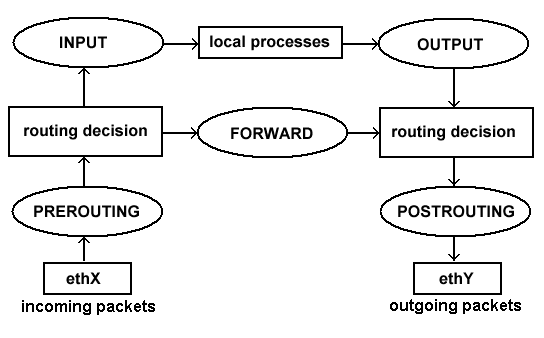 INPUT
local processes
OUTPUT
routing decision
FORWARD
routing decision
PREROUTING
POSTROUTING
ethX
ethY
incoming packets
outgoing packets